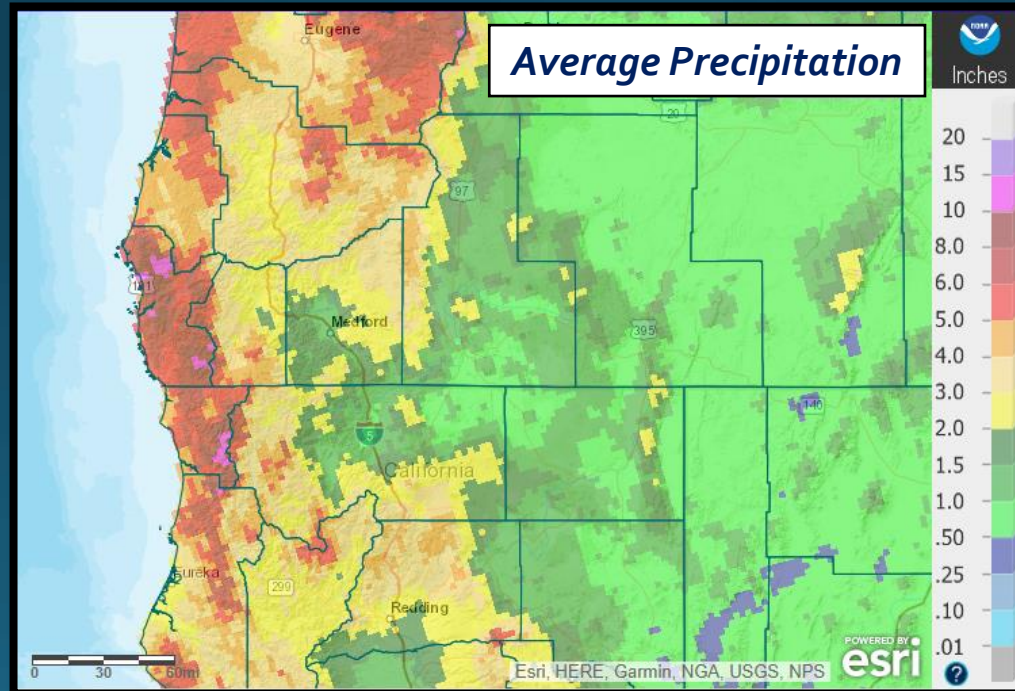 Eugene
Average Precipitation
NOAA
Inches
20
97
101
Medford
395
140
5
California
Eureka
299
Redding
0 30 60mi
Esri, HERE, Garmin, NGA, USGS, NPS
POWERED BY
esri
20
15
10
8.0
6.0
5.0
4.0
3.0
2.0
1.5
1.0
.50
.25
.10
.01
?